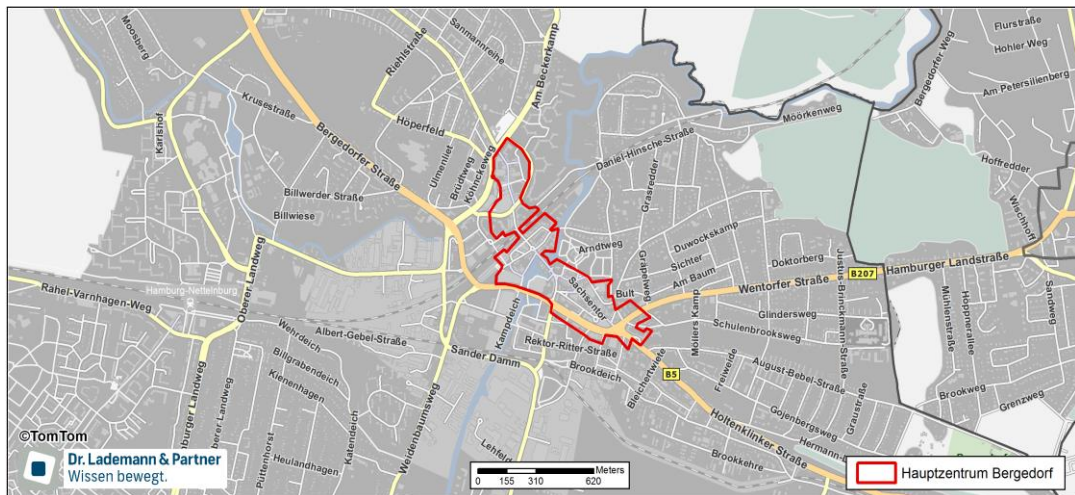 Moosberg
Sanmannreihe
Riehlstraße
Am Beckerkamp
Flurstraße
Hohler Weg
Bergedorfer Weg
Am Petersilienberg
Karlshof
Krusestraße
Höperfeld
Bergedorfer Straße
Ulmenliet
Brüdtweg
Köhnckeweg
Daniel-Hinsche-Straße
Möörkenweg
Grasredder
Hoffredder
Wischhoff
Billwerder Straße
Billwiese
Arndtweg
Gräpelweg
Duwockskamp
Sichter
Am Baum
Doktorberg
Justus-Brinckmann-Straße
B207
Hamburger Landstraße
Wentorfer Straße
Oberer Landweg
Hamburg-Nettelnburg
Rahel-Varnhagen-Weg
Sachsentor
Bult
Möllers Kamp
Glindersweg
Schulenbrooksweg
Mühlenstraße
Hoppnerallee
Sandweg
Kampdeich
Wehrdeich
Albert-Gebel-Straße
Billgrabendeich
Kienenhagen
Sander Damm
Rektor-Ritter-Straße
Brookdeich
Bleichertwiete
B5
Freiweide
August-Bebel-Straße
Brookweg
Grenzweg
Weidenbaumsweg
Katendeich
Heulandhagen
Püttenhorst
Gojenbergsweg
Graustraße
Holtenklinker Straße
Lehfeld
Brookkehre
©TomTom
Dr. Lademann & Partner
Wissen bewegt.
Meters
0 155 310 620
Hauptzentrum Bergedorf